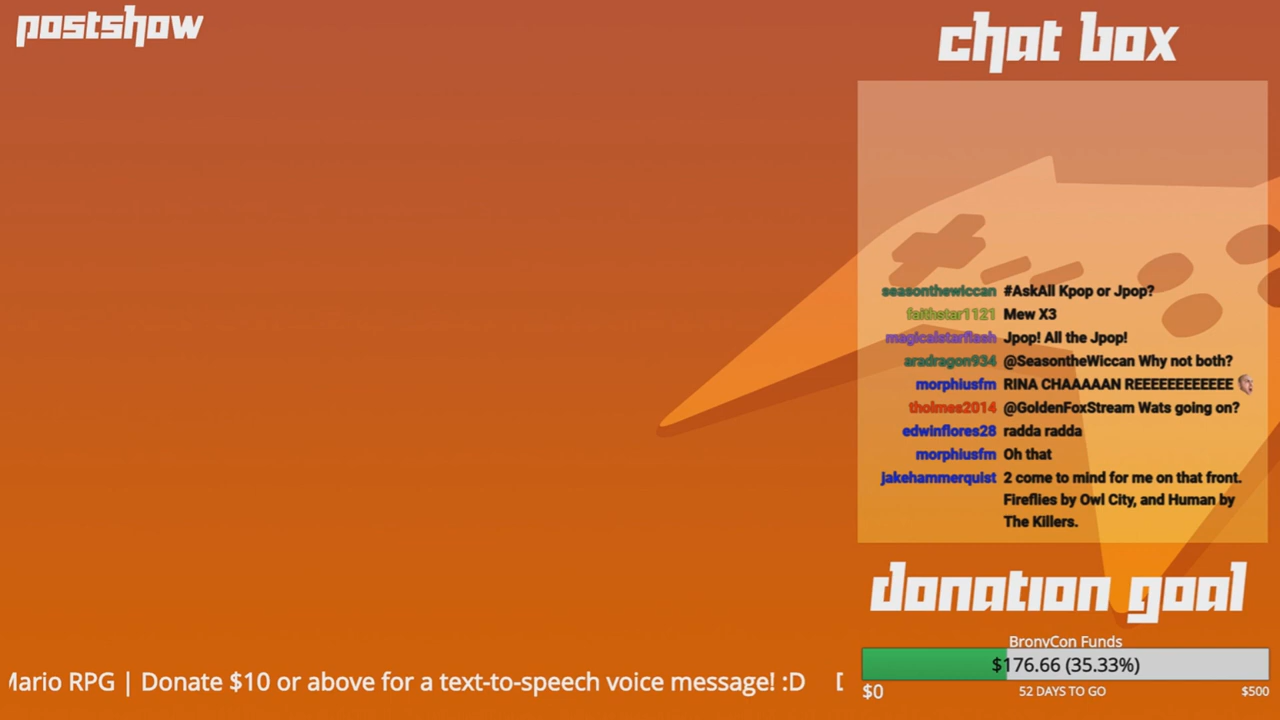 postshow
chat box
seasonthewiccan #AskAll Kpop or Jpop?
faithstar1121 Mew X3
magicalstarflash Jpop! All the Jpop!
aradragon934 @SeasontheWiccan Why not both?
morphiusfm RINA CHAAAAAN REEEEEEEEEEEE
tholmes2014 @GoldenFoxStream Wats going on?
edwinflores28 radda radda
morphiusfm Oh that
jakehammerquist 2 come to mind for me on that front.
Fireflies by Owl City, and Human by
The Killers.
donation goal
BronyCon Funds
$176.66 (35.33%)
$0 52 DAYS TO GO $500
Mario RPG | Donate $10 or above for a text-to-speech voice message! :D